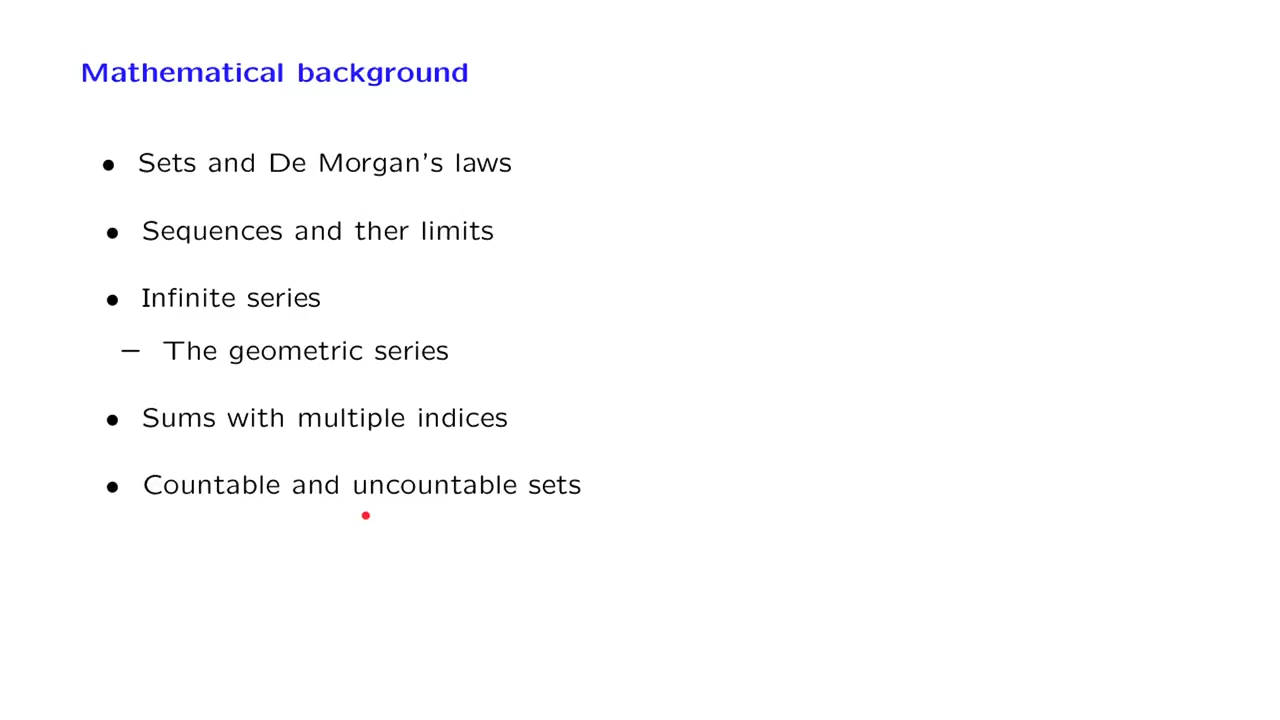 Mathematical background
• Sets and De Morgan's laws
• Sequences and ther limits
• Infinite series
– The geometric series
• Sums with multiple indices
• Countable and uncountable sets